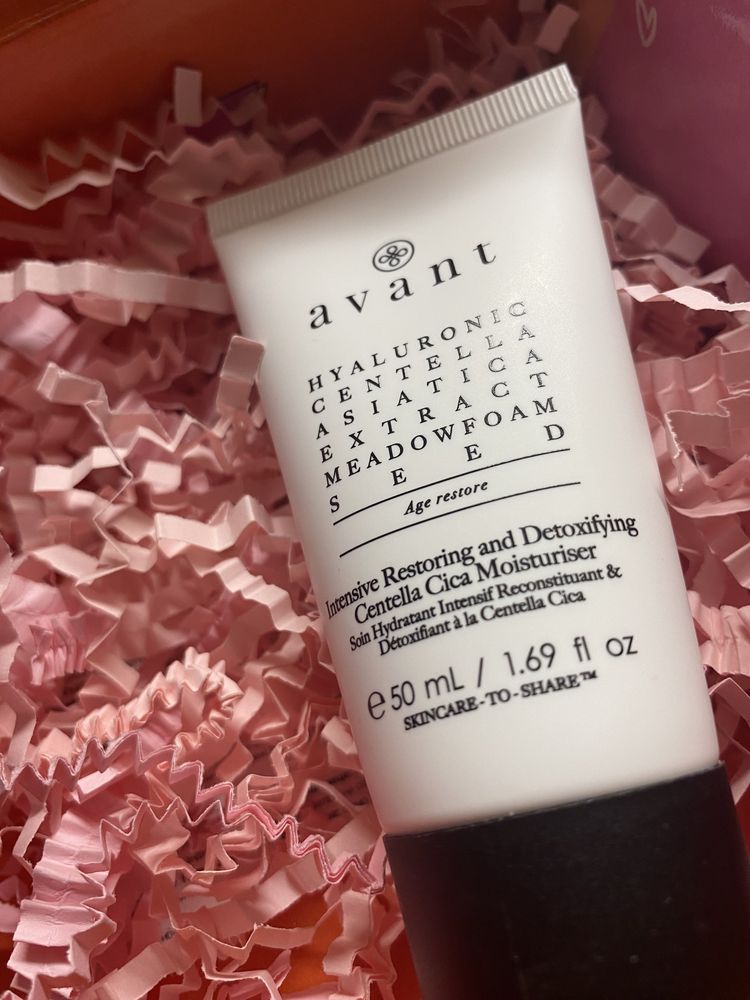 avant
HYALURONIC
CENTELLA
ASIATICA
EXTRACT
MEADOWFOAM
SEED
Age restore
Intensive Restoring and Detoxifying
Centella Cica Moisturiser
Soin Hydratant Intensif Reconstituant &
Détoxifiant à la Centella Cica
℮50 mL / 1.69 fl oz
SKINCARE-TO-SHARE™